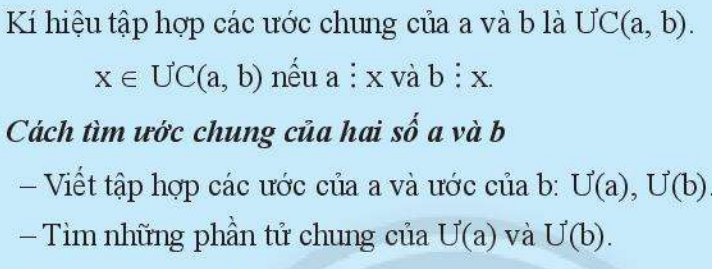 Kí hiệu tập hợp các ước chung của a và b là ƯC(a, b).
x ∈ ƯC(a, b) nếu a ⋮ x và b ⋮ x.
Cách tìm ước chung của hai số a và b
– Viết tập hợp các ước của a và ước của b: Ư(a), Ư(b).
– Tìm những phần tử chung của Ư(a) và Ư(b).